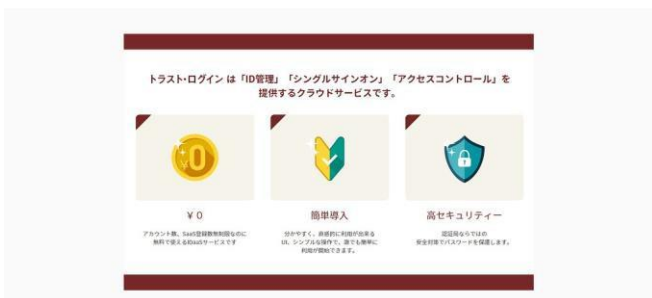 トラスト・ログイン は「ID管理」「シングルサインオン」「アクセスコントロール」を
提供するクラウドサービスです。
0
¥
¥ 0
アカウント数、SaaS登録数無制限なのに
無料で使えるIDaaSサービスです
簡単導入
分かやすく、直感的に利用が出来る
UI、シンプルな操作で、誰でも簡単に
利用が開始できます。
高セキュリティー
認証局ならではの
安全対策でパスワードを保護します。